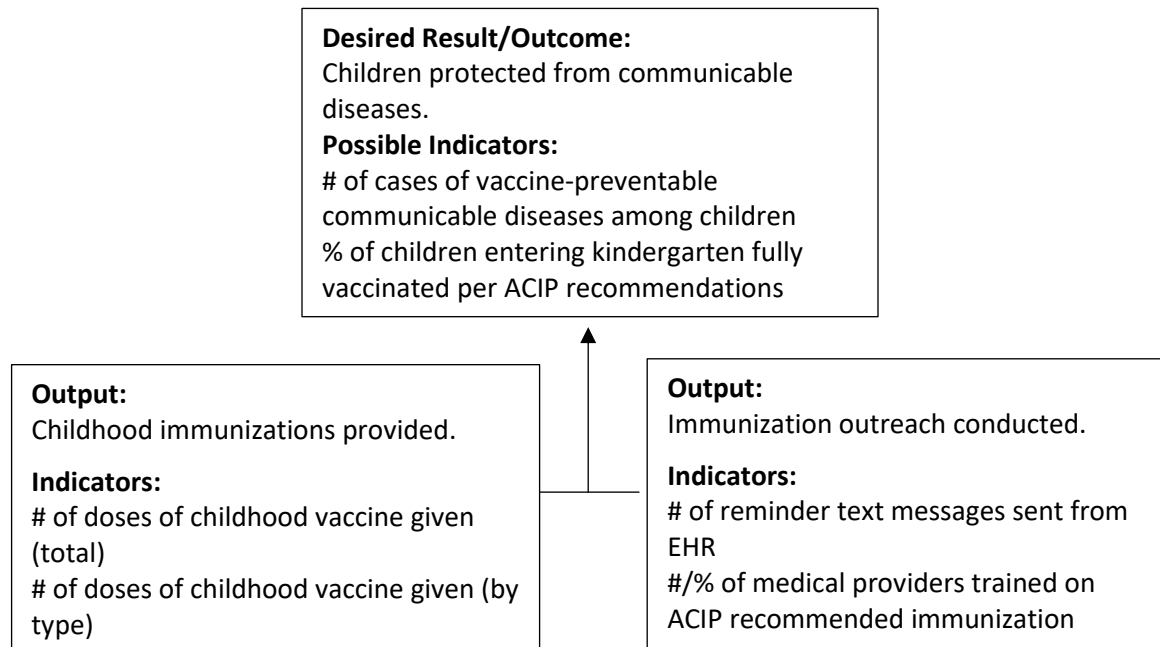 Desired Result/Outcome:
Children protected from communicable
diseases.
Possible Indicators:
# of cases of vaccine-preventable
communicable diseases among children
% of children entering kindergarten fully
vaccinated per ACIP recommendations
Output:
Childhood immunizations provided.
Indicators:
# of doses of childhood vaccine given
(total)
# of doses of childhood vaccine given (by
type)
Output:
Immunization outreach conducted.
Indicators:
# of reminder text messages sent from
EHR
#/% of medical providers trained on
ACIP recommended immunization